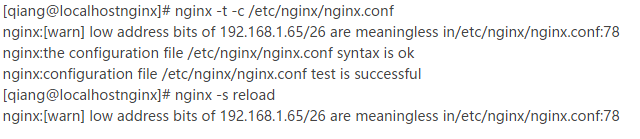 [qiang@localhostnginx]# nginx -t -c /etc/nginx/nginx.conf
nginx:[warn] low address bits of 192.168.1.65/26 are meaningless in/etc/nginx/nginx.conf:78
nginx:the configuration file /etc/nginx/nginx.conf syntax is ok
nginx:configuration file /etc/nginx/nginx.conf test is successful
[qiang@localhostnginx]# nginx -s reload
nginx:[warn] low address bits of 192.168.1.65/26 are meaningless in/etc/nginx/nginx.conf:78